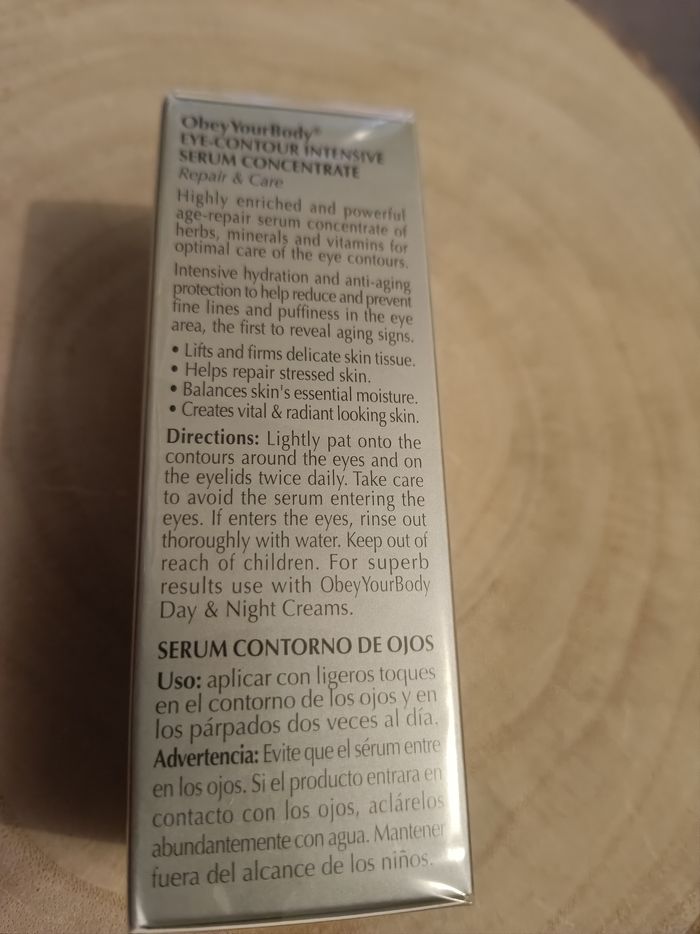 ObeyYourBody®
EYE-CONTOUR INTENSIVE
SERUM CONCENTRATE
Repair & Care
Highly enriched and powerful
age-repair serum concentrate of
herbs, minerals and vitamins for
optimal care of the eye contours.
Intensive hydration and anti-aging
protection to help reduce and prevent
fine lines and puffiness in the eye
area, the first to reveal aging signs.
• Lifts and firms delicate skin tissue.
• Helps repair stressed skin.
• Balances skin's essential moisture.
• Creates vital & radiant looking skin.
Directions: Lightly pat onto the
contours around the eyes and on
the eyelids twice daily. Take care
to avoid the serum entering the
eyes. If enters the eyes, rinse out
thoroughly with water. Keep out of
reach of children. For superb
results use with ObeyYourBody
Day & Night Creams.
SERUM CONTORNO DE OJOS
Uso: aplicar con ligeros toques
en el contorno de los ojos y en
los párpados dos veces al día.
Advertencia: Evite que el sérum entre
en los ojos. Si el producto entrara en
contacto con los ojos, aclárelos
abundantemente con agua. Mantener
fuera del alcance de los niños.